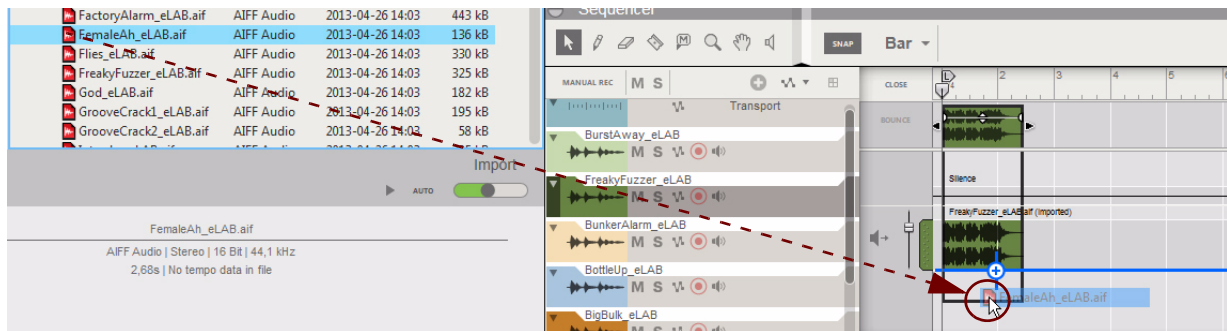 FactoryAlarm_eLAB.aif AIFF Audio 2013-04-26 14:03 443 kB
FemaleAh_eLAB.aif AIFF Audio 2013-04-26 14:03 136 kB
Flies_eLAB.aif AIFF Audio 2013-04-26 14:03 330 kB
FreakyFuzzer_eLAB.aif AIFF Audio 2013-04-26 14:03 325 kB
God_eLAB.aif AIFF Audio 2013-04-26 14:03 182 kB
GrooveCrack1_eLAB.aif AIFF Audio 2013-04-26 14:03 195 kB
GrooveCrack2_eLAB.aif AIFF Audio 2013-04-26 14:03 58 kB
Import
AUTO
FemaleAh_eLAB.aif
AIFF Audio | Stereo | 16 Bit | 44,1 kHz
2,68s | No tempo data in file
Sequencer
M
SNAP Bar
MANUAL REC M S
CLOSE L 2 3 4 5
4
Transport
BOUNCE
BurstAway_eLAB
M S
FreakyFuzzer_eLAB
M S
BunkerAlarm_eLAB
M S
BottleUp_eLAB
M S
BigBulk_eLAB
M S
Silence
FreakyFuzzer_eLAB.aif (imported)
FemaleAh_eLAB.aif